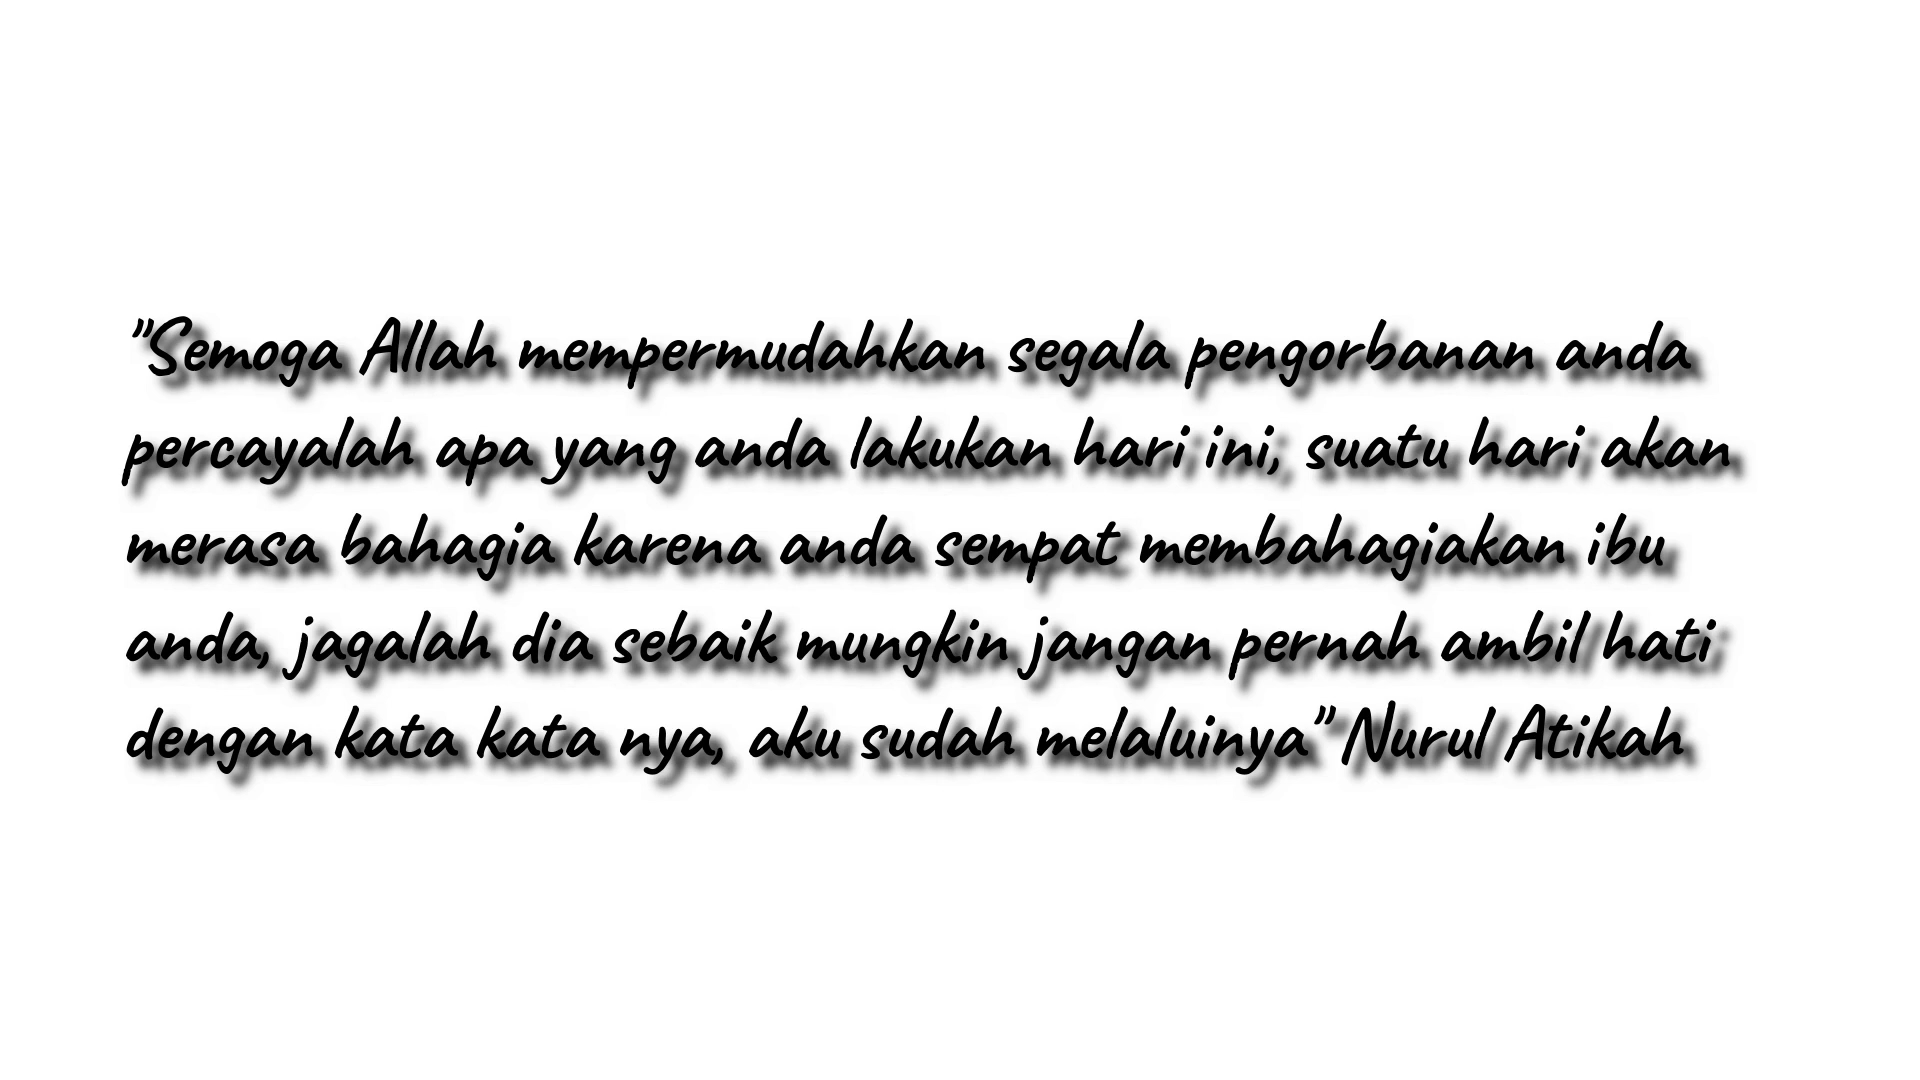 "Semoga Allah mempermudahkan segala pengorbanan anda
percayalah apa yang anda lakukan hari ini, suatu hari akan
merasa bahagia karena anda sempat membahagiakan ibu
anda, jagalah dia sebaik mungkin jangan pernah ambil hati
dengan kata kata nya, aku sudah melaluinya" Nurul Atikah